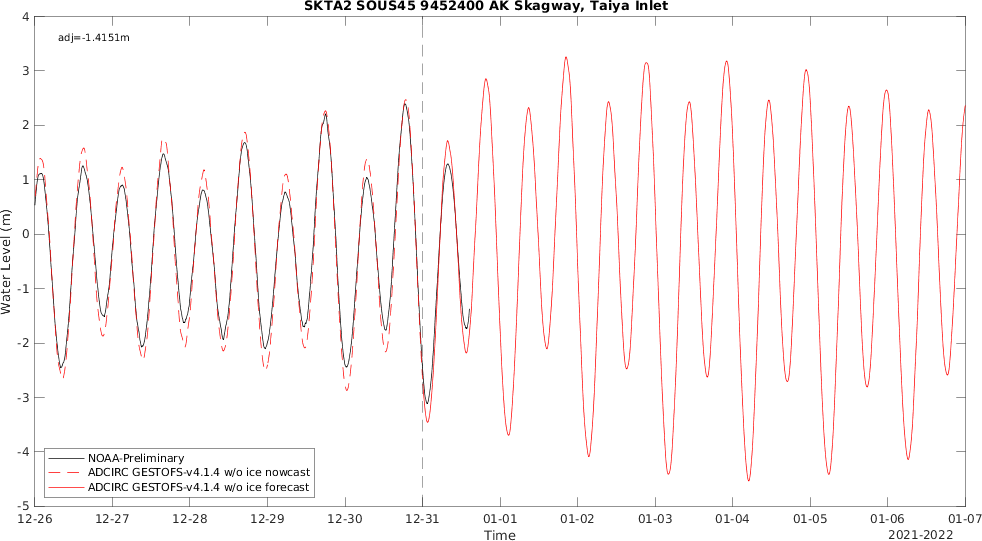 SKTA2 SOUS45 9452400 AK Skagway, Taiya Inlet
adj=-1.4151m
4
3
2
1
0
-1
-2
-3
-4
-5
Water Level (m)
NOAA-Preliminary
ADCIRC GESTOFS-v4.1.4 w/o ice nowcast
ADCIRC GESTOFS-v4.1.4 w/o ice forecast
12-26 12-27 12-28 12-29 12-30 12-31 01-01 01-02 01-03 01-04 01-05 01-06 01-07
Time
2021-2022